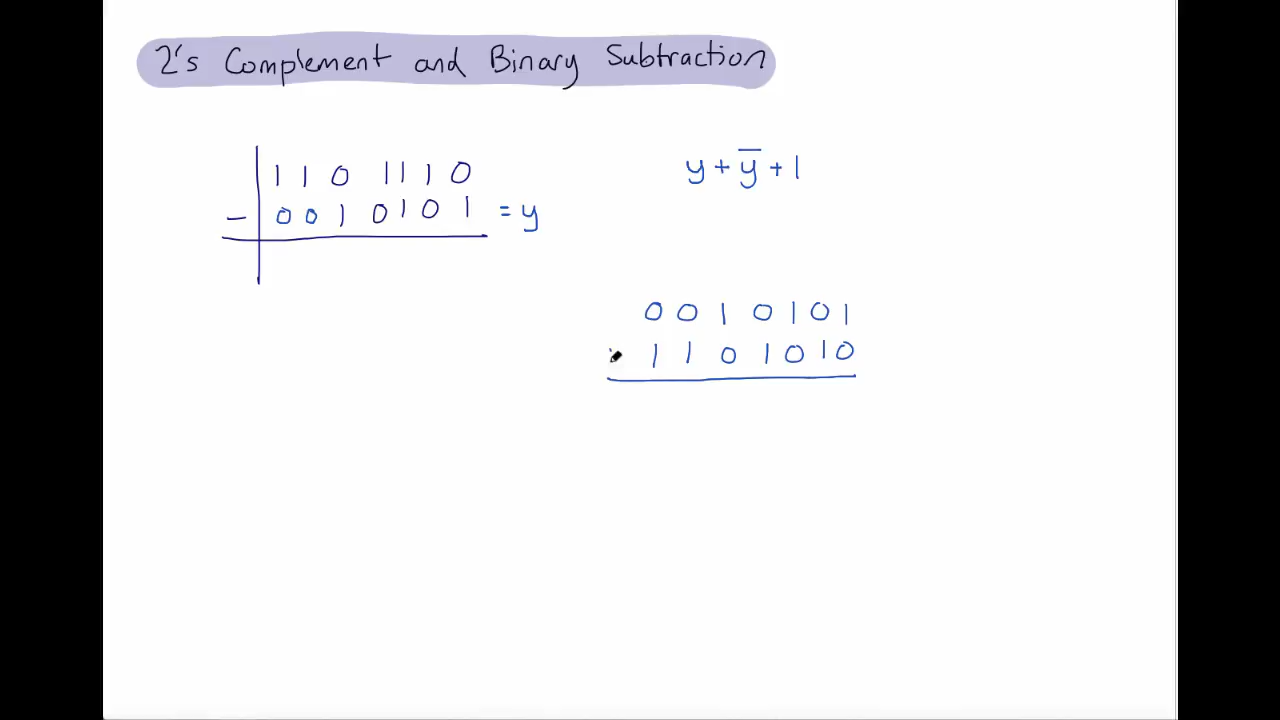 2's Complement and Binary Subtraction
1 1 0 1 1 1 0
- 0 0 1 0 1 0 1 = y
y + y̅ + 1
0 0 1 0 1 0 1
1 1 0 1 0 1 0